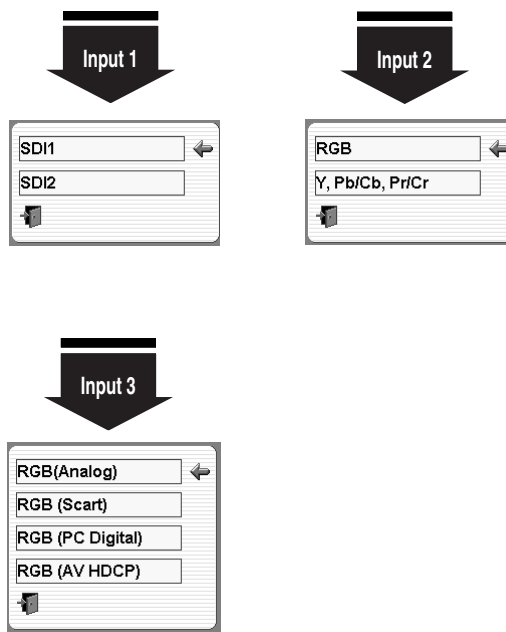 Input 1
SDI1
SDI2
Input 2
RGB
Y, Pb/Cb, Pr/Cr
Input 3
RGB(Analog)
RGB (Scart)
RGB (PC Digital)
RGB (AV HDCP)